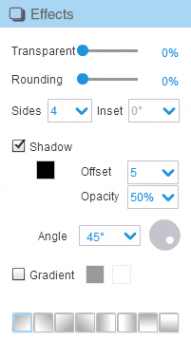 Effects
Transparent 0%
Rounding 0%
Sides 4 Inset 0°
Shadow
Offset 5
Opacity 50%
Angle 45°
Gradient